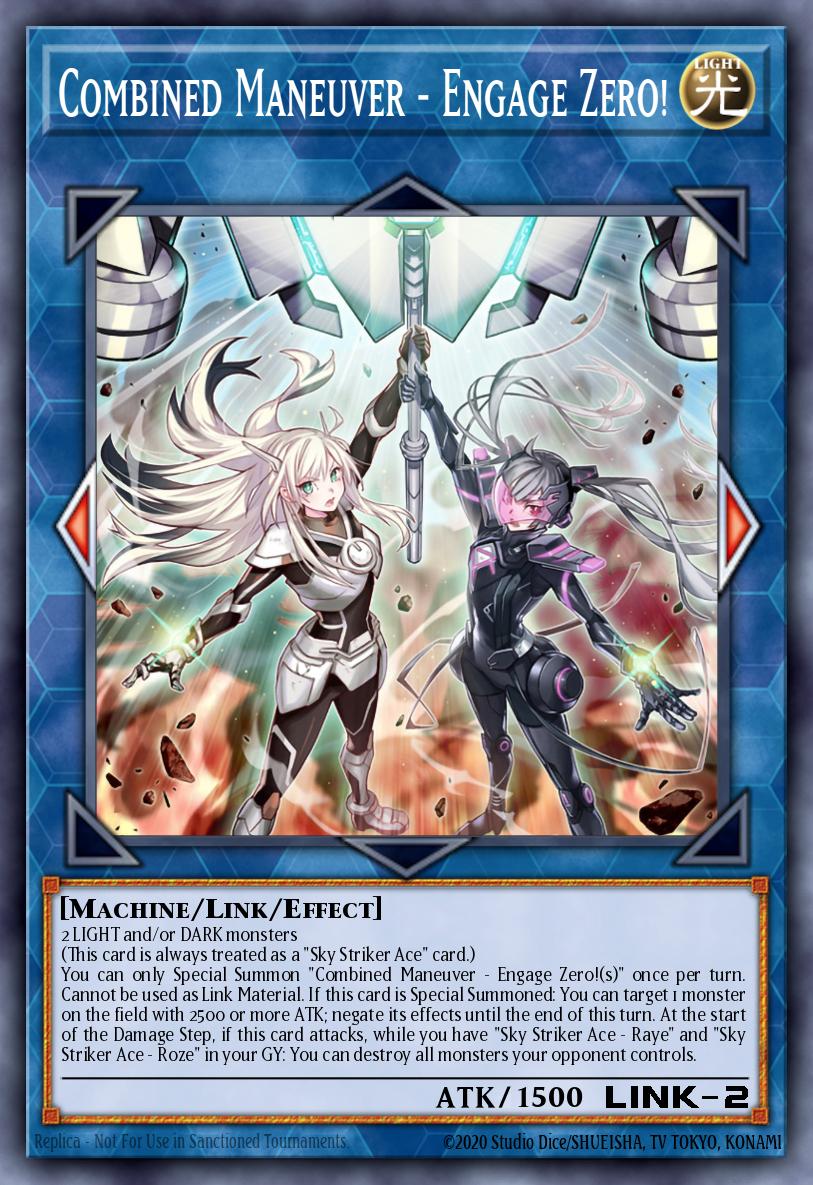 COMBINED MANEUVER - ENGAGE ZERO!
LIGHT
光
[MACHINE/LINK/EFFECT]
2 LIGHT and/or DARK monsters
(This card is always treated as a "Sky Striker Ace" card.)
You can only Special Summon "Combined Maneuver - Engage Zero!(s)" once per turn.
Cannot be used as Link Material. If this card is Special Summoned: You can target 1 monster
on the field with 2500 or more ATK; negate its effects until the end of this turn. At the start
of the Damage Step, if this card attacks, while you have "Sky Striker Ace - Raye" and "Sky
Striker Ace - Roze" in your GY: You can destroy all monsters your opponent controls.
ATK/1500 LINK-2
Replica - Not For Use in Sanctioned Tournaments.
©2020 Studio Dice/SHUEISHA, TV TOKYO, KONAMI